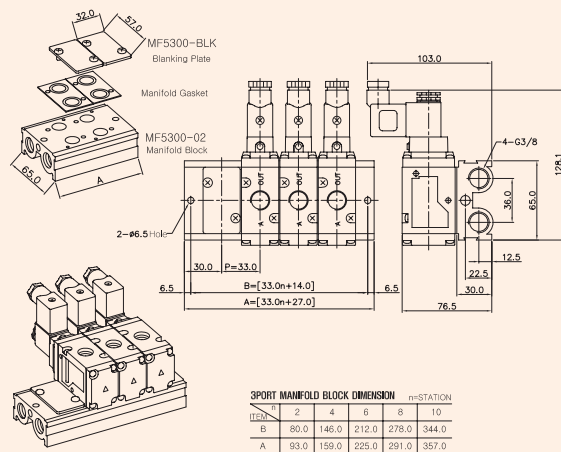 32.0
57.0
MF5300-BLK
Blanking Plate
Manifold Gasket
MF5300-02
Manifold Block
65.0
A
103.0
4-G3/8
128.1
36.0
65.0
12.5
22.5
30.0
76.5
OUT OUT OUT
A A A
2-ø6.5 Hole
30.0
P=33.0
6.5
B=[33.0n+14.0]
6.5
A=[33.0n+27.0]
3PORT MANIFOLD BLOCK DIMENSION n=STATION
ITEM n 2 4 6 8 10
B 80.0 146.0 212.0 278.0 344.0
A 93.0 159.0 225.0 291.0 357.0